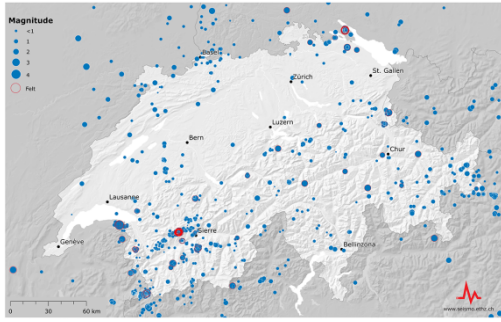 Magnitude
<1
1
2
3
4
Felt
Basel
Zürich
St. Gallen
Luzern
Bern
Chur
Lausanne
Sierre
Genève
Bellinzona
0 30 60 km
www.seismo.ethz.ch